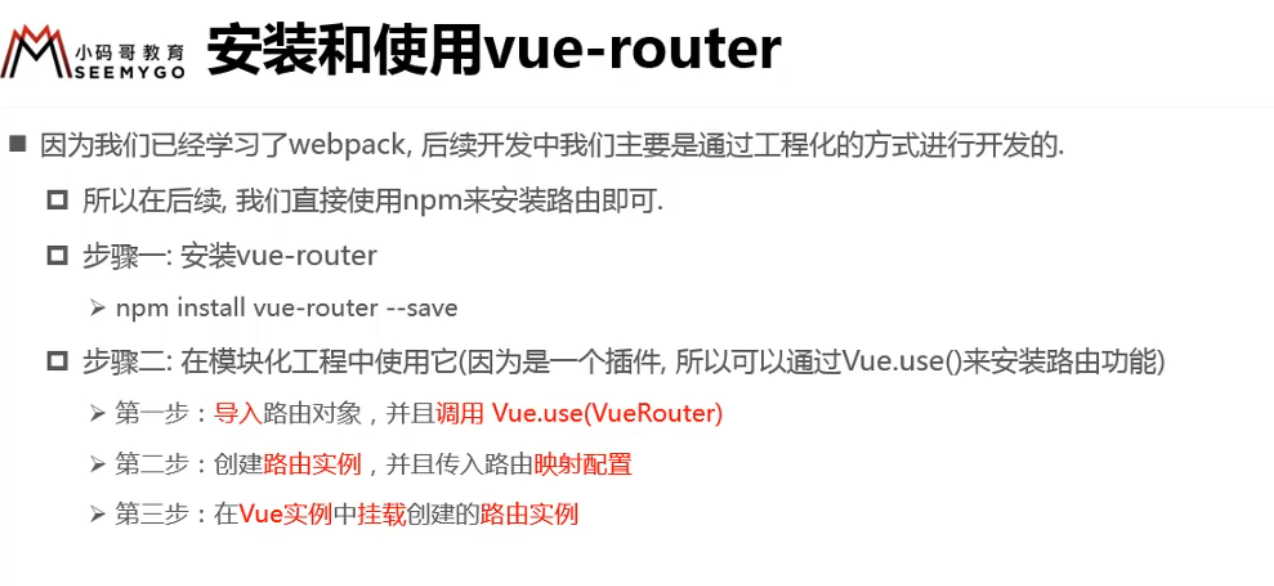 小码哥教育
SEEMYGO
安装和使用vue-router
因为我们已经学习了webpack, 后续开发中我们主要是通过工程化的方式进行开发的.
所以在后续, 我们直接使用npm来安装路由即可.
步骤一: 安装vue-router
npm install vue-router --save
步骤二: 在模块化工程中使用它(因为是一个插件, 所以可以通过Vue.use()来安装路由功能)
第一步：导入路由对象，并且调用 Vue.use(VueRouter)
第二步：创建路由实例，并且传入路由映射配置
第三步：在Vue实例中挂载创建的路由实例